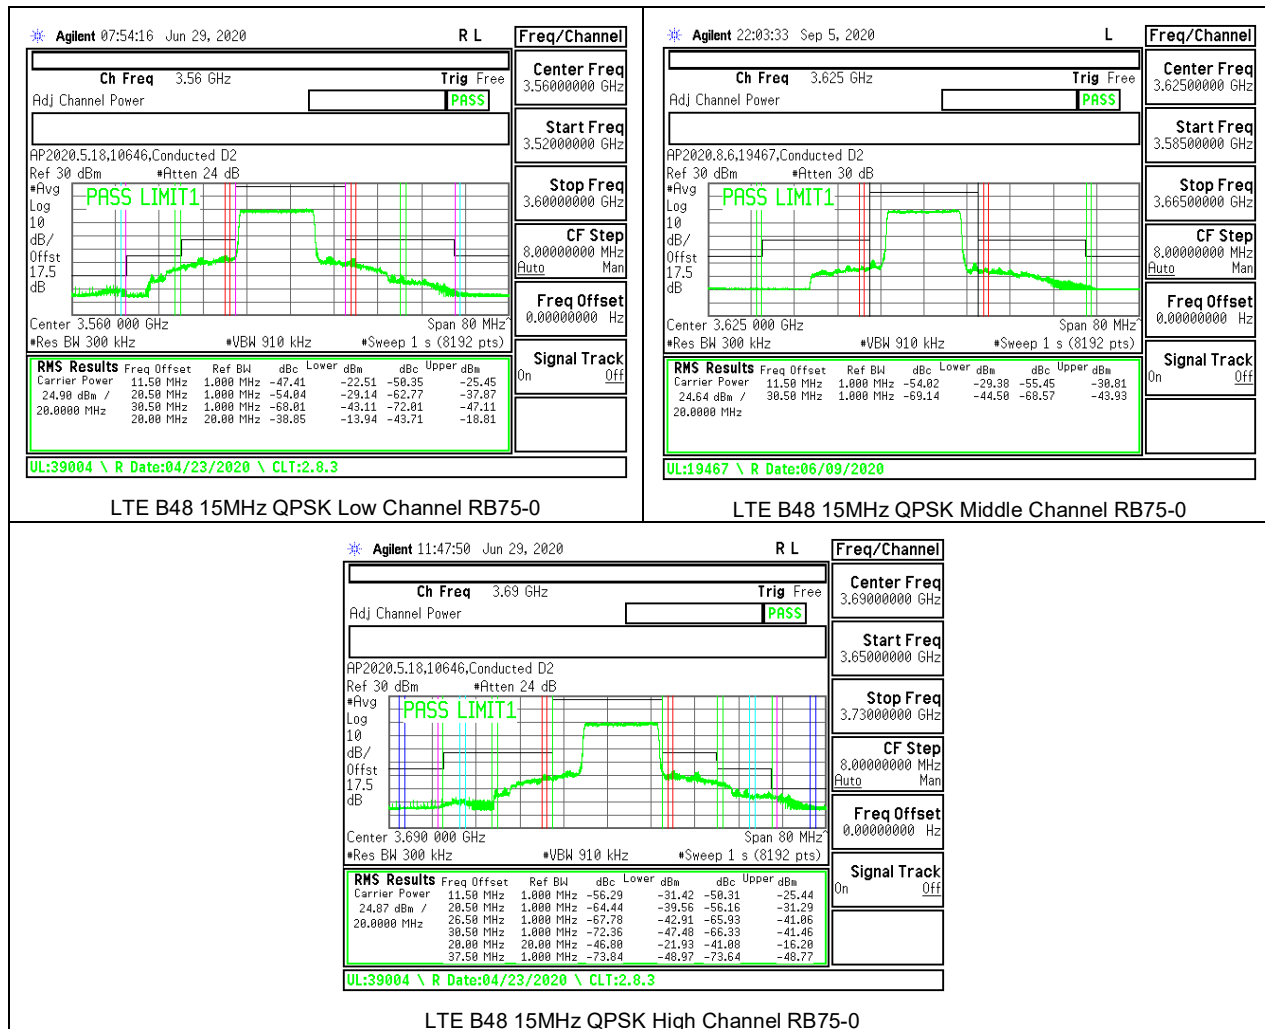 Agilent 07:54:16 Jun 29, 2020 R L
Freq/Channel
Ch Freq 3.56 GHz Trig Free
Adj Channel Power PASS
AP2020.5.18,10646,Conducted D2
Ref 30 dBm #Atten 24 dB
#Avg
Log
10
dB/
Offst
17.5
dB
PASS LIMIT1
Center 3.560 000 GHz Span 80 MHz^
#Res BW 300 kHz #VBW 910 kHz #Sweep 1 s (8192 pts)
RMS Results Freq Offset Ref BW dBc Lower dBm dBc Upper dBm
Carrier Power 11.50 MHz 1.000 MHz -47.41 -22.51 -50.35 -25.45
24.90 dBm / 20.50 MHz 1.000 MHz -54.04 -29.14 -62.77 -37.87
20.0000 MHz 30.50 MHz 1.000 MHz -68.01 -43.11 -72.01 -47.11
20.00 MHz 20.00 MHz -38.85 -13.94 -43.71 -18.81
UL:39004 \ R Date:04/23/2020 \ CLT:2.8.3
Center Freq
3.56000000 GHz
Start Freq
3.52000000 GHz
Stop Freq
3.60000000 GHz
CF Step
8.00000000 MHz
Auto Man
Freq Offset
0.00000000 Hz
Signal Track
On Off
LTE B48 15MHz QPSK Low Channel RB75-0
Agilent 22:03:33 Sep 5, 2020 L
Freq/Channel
Ch Freq 3.625 GHz Trig Free
Adj Channel Power PASS
AP2020.8.6,19467,Conducted D2
Ref 30 dBm #Atten 30 dB
#Avg
Log
10
dB/
Offst
17.5
dB
PASS LIMIT1
Center 3.625 000 GHz Span 80 MHz^
#Res BW 300 kHz #VBW 910 kHz #Sweep 1 s (8192 pts)
RMS Results Freq Offset Ref BW dBc Lower dBm dBc Upper dBm
Carrier Power 11.50 MHz 1.000 MHz -54.02 -29.38 -55.45 -30.81
24.64 dBm / 30.50 MHz 1.000 MHz -69.14 -44.50 -68.57 -43.93
20.0000 MHz
UL:19467 \ R Date:06/09/2020
Center Freq
3.62500000 GHz
Start Freq
3.58500000 GHz
Stop Freq
3.66500000 GHz
CF Step
8.00000000 MHz
Auto Man
Freq Offset
0.00000000 Hz
Signal Track
On Off
LTE B48 15MHz QPSK Middle Channel RB75-0
Agilent 11:47:50 Jun 29, 2020 R L
Freq/Channel
Ch Freq 3.69 GHz Trig Free
Adj Channel Power PASS
AP2020.5.18,10646,Conducted D2
Ref 30 dBm #Atten 24 dB
#Avg
Log
10
dB/
Offst
17.5
dB
PASS LIMIT1
Center 3.690 000 GHz Span 80 MHz^
#Res BW 300 kHz #VBW 910 kHz #Sweep 1 s (8192 pts)
RMS Results Freq Offset Ref BW dBc Lower dBm dBc Upper dBm
Carrier Power 11.50 MHz 1.000 MHz -56.29 -31.42 -50.31 -25.44
24.87 dBm / 20.50 MHz 1.000 MHz -64.44 -39.56 -56.16 -31.29
20.0000 MHz 26.50 MHz 1.000 MHz -67.78 -42.91 -65.93 -41.06
30.50 MHz 1.000 MHz -72.36 -47.48 -66.33 -41.46
20.00 MHz 20.00 MHz -46.80 -21.93 -41.08 -16.20
37.50 MHz 1.000 MHz -73.84 -48.97 -73.64 -48.77
UL:39004 \ R Date:04/23/2020 \ CLT:2.8.3
Center Freq
3.69000000 GHz
Start Freq
3.65000000 GHz
Stop Freq
3.73000000 GHz
CF Step
8.00000000 MHz
Auto Man
Freq Offset
0.00000000 Hz
Signal Track
On Off
LTE B48 15MHz QPSK High Channel RB75-0